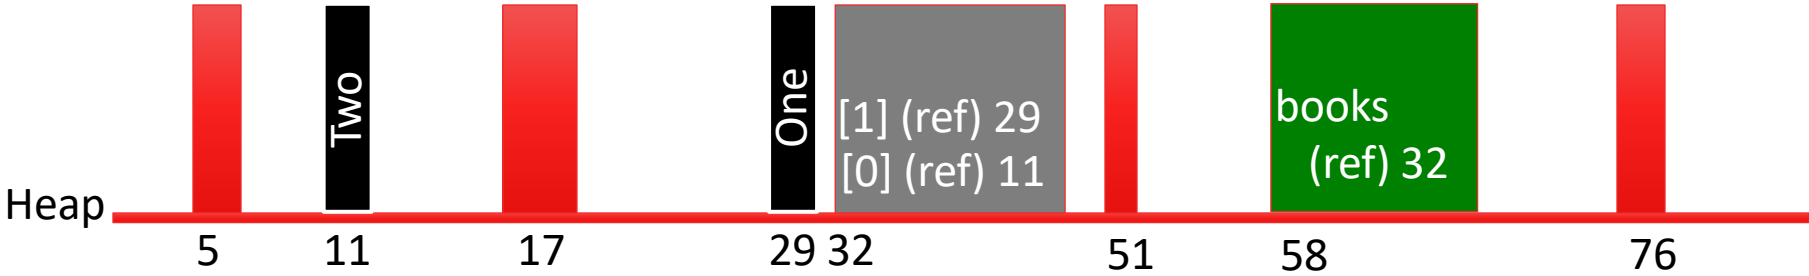 Two
One
[1] (ref) 29
[0] (ref) 11
books
(ref) 32
Heap
5 11 17 29 32 51 58 76